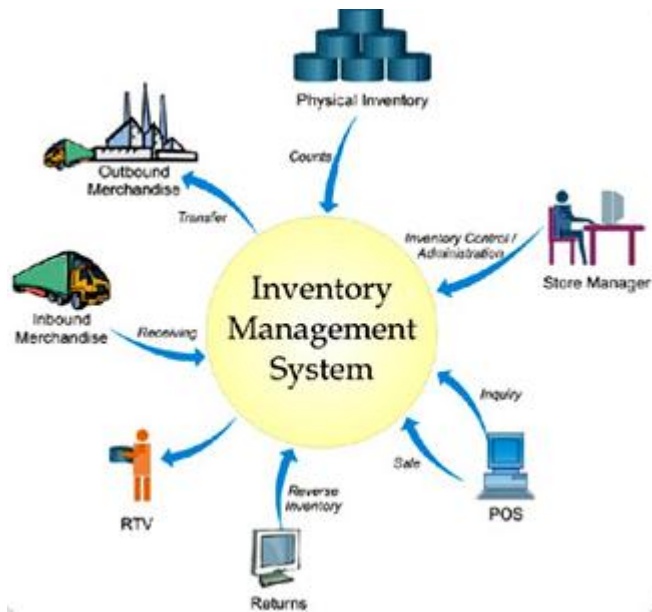 Physical Inventory
Counts
Outbound
Merchandise
Transfer
Inventory Control /
Administration
Store Manager
Inventory
Management
System
Inbound
Merchandise
Receiving
Inquiry
Sale
POS
RTV
Reverse
Inventory
Returns